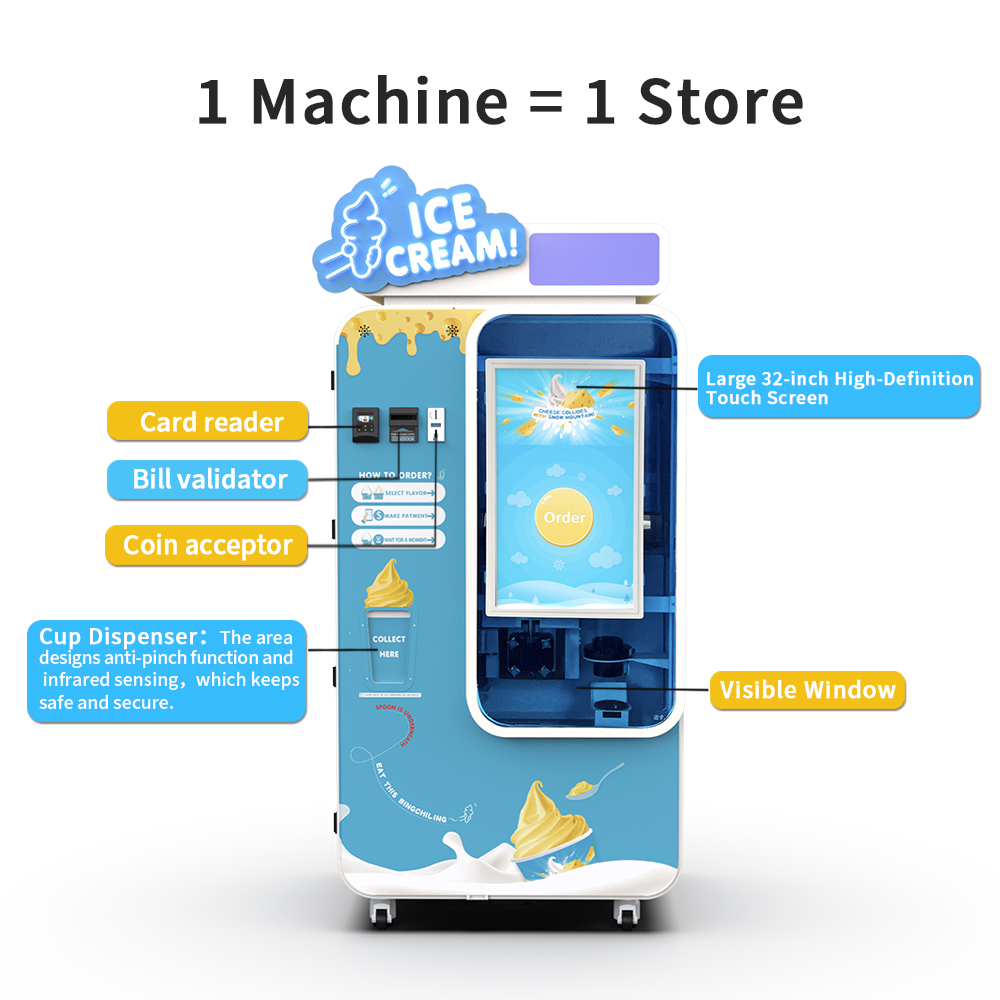 1 Machine = 1 Store
ICE
CREAM!
Large 32-inch High-Definition
Touch Screen
CHEESE COLLIDES
WITH SNOW MOUNTAIN!
Card reader
Bill validator
HOW TO ORDER?
SELECT FLAVOR
MAKE PAYMENT
WAIT FOR A MOMENT
Order
Coin acceptor
Cup Dispenser：The area
designs anti-pinch function and
infrared sensing，which keeps
safe and secure.
COLLECT
HERE
Visible Window
SPOON IS UNDERNEATH
EAT THIS BINGCHILING